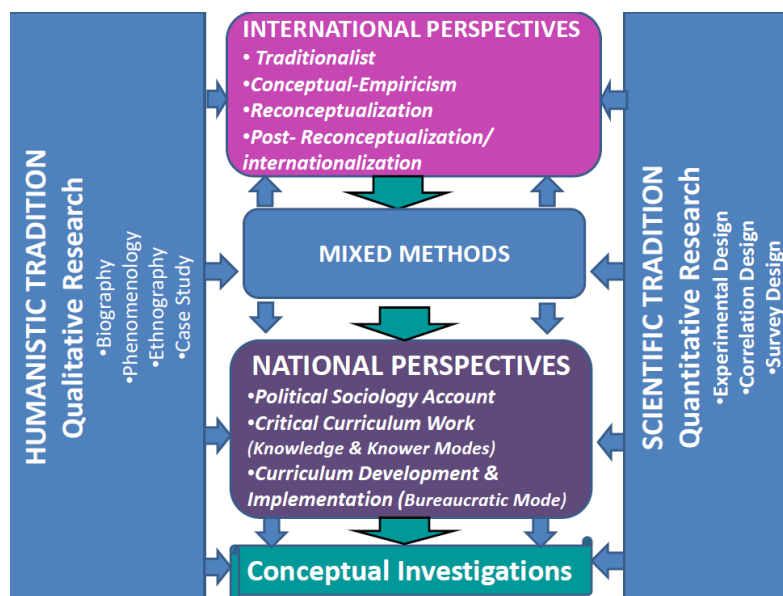 HUMANISTIC TRADITION
Qualitative Research
•Biography
•Phenomenology
•Ethnography
•Case Study
INTERNATIONAL PERSPECTIVES
• Traditionalist
•Conceptual-Empiricism
•Reconceptualization
•Post- Reconceptualization/
internationalization
MIXED METHODS
NATIONAL PERSPECTIVES
•Political Sociology Account
•Critical Curriculum Work
(Knowledge & Knower Modes)
•Curriculum Development &
Implementation (Bureaucratic Mode)
Conceptual Investigations
SCIENTIFIC TRADITION
Quantitative Research
•Experimental Design
•Correlation Design
•Survey Design